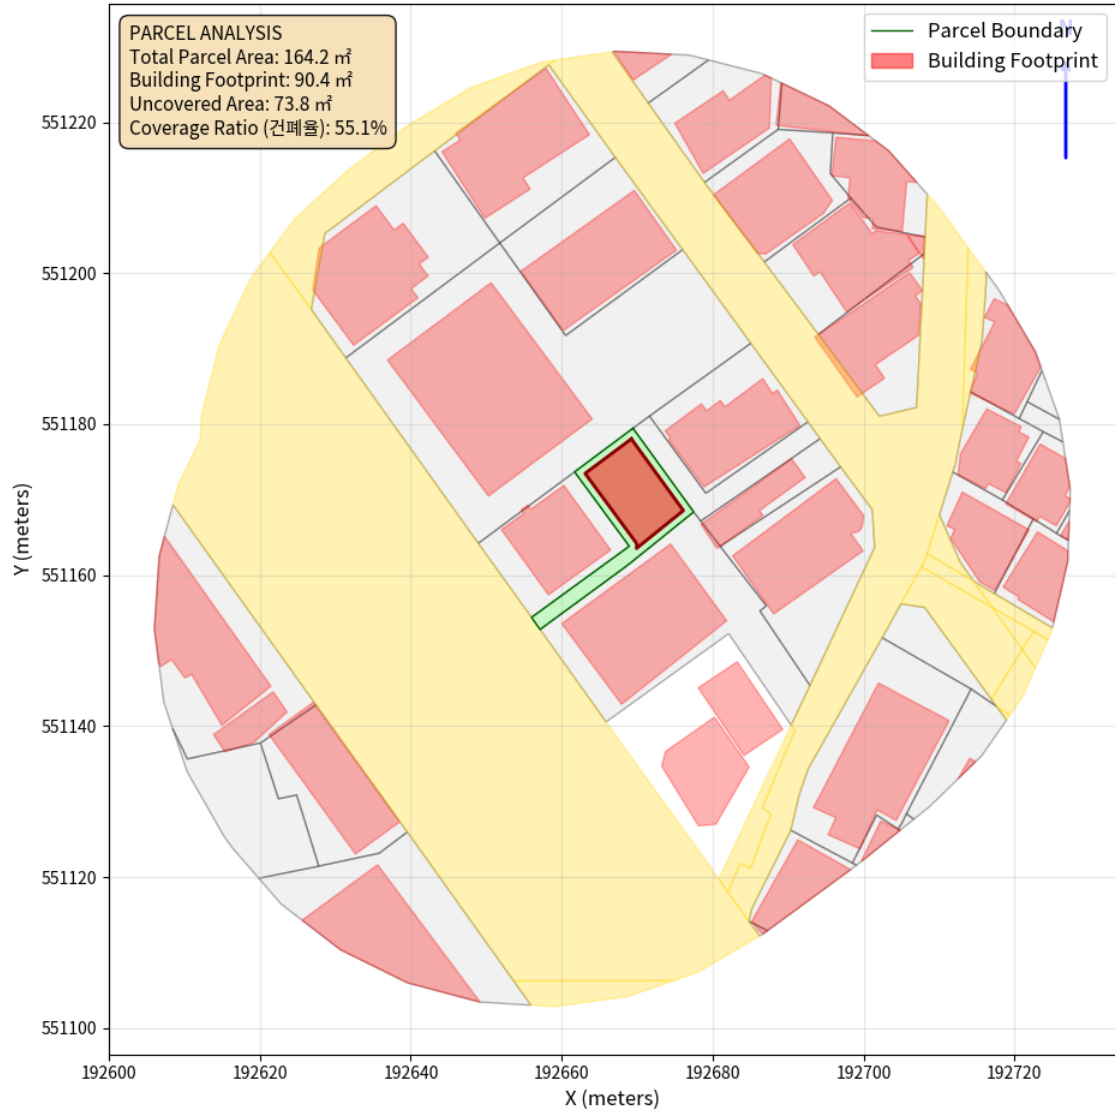 PARCEL ANALYSIS
Total Parcel Area: 164.2 ㎡
Building Footprint: 90.4 ㎡
Uncovered Area: 73.8 ㎡
Coverage Ratio (건폐율): 55.1%
Parcel Boundary
N
Building Footprint
551220
551200
551180
551160
551140
551120
551100
Y (meters)
192600
192620
192640
192660
192680
192700
192720
X (meters)